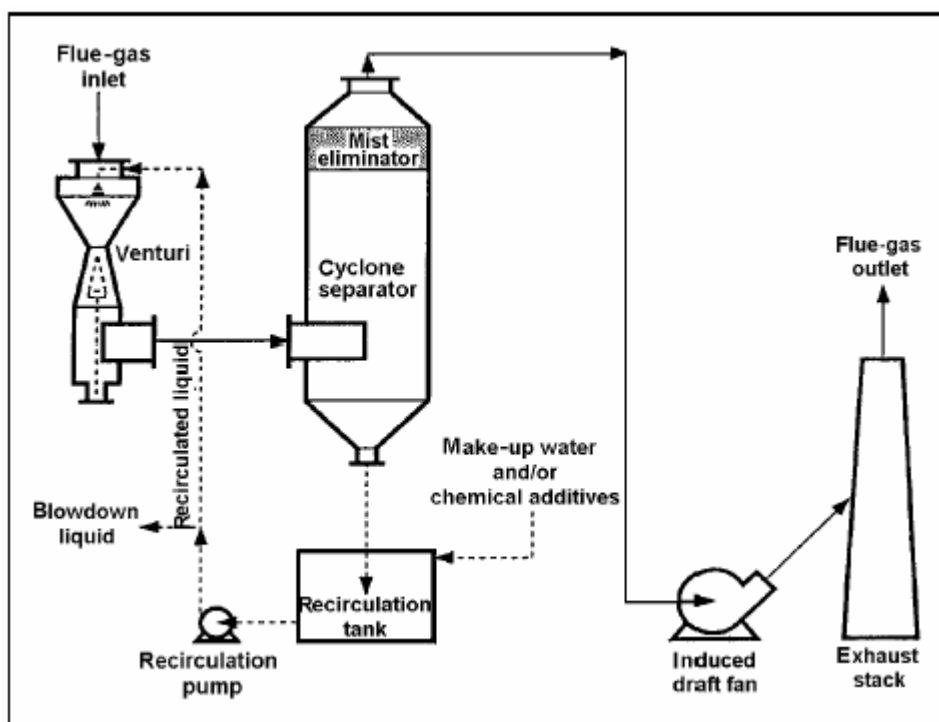 Flue-gas
inlet
Mist
eliminator
Venturi
Cyclone
separator
Flue-gas
outlet
Recirculated liquid
Make-up water
and/or
chemical additives
Blowdown
liquid
Recirculation
tank
Recirculation
pump
Induced
draft fan
Exhaust
stack